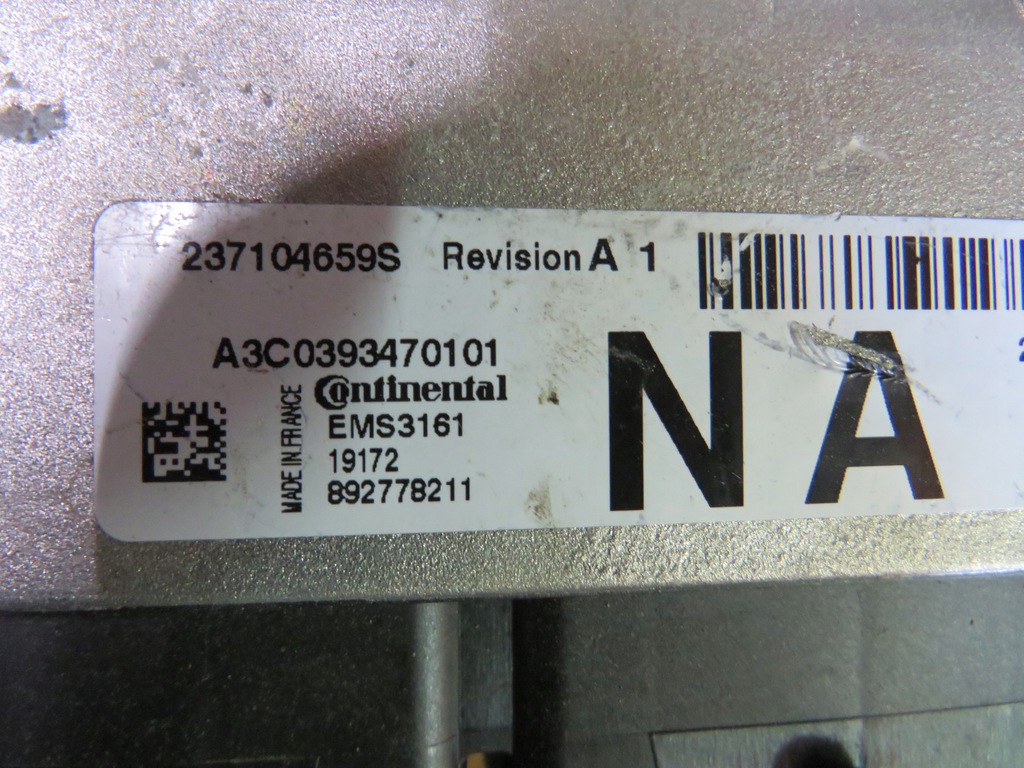 237104659S Revision A 1
A3C0393470101
Continental
MADE IN FRANCE
EMS3161
19172
892778211
NA